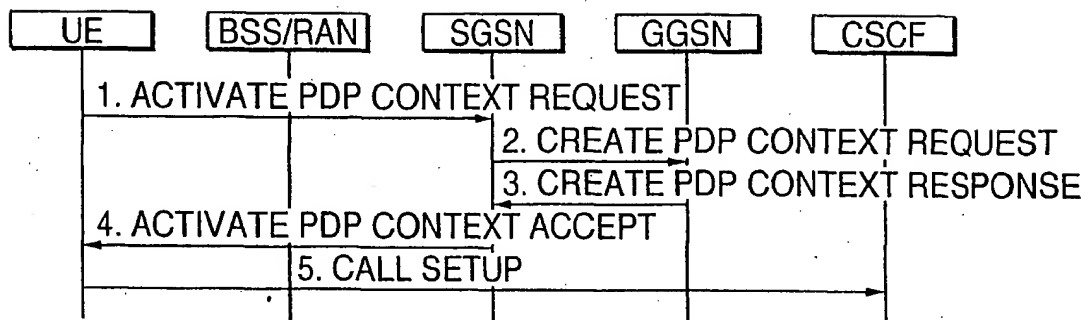 UE BSS/RAN SGSN GGSN CSCF
1. ACTIVATE PDP CONTEXT REQUEST
2. CREATE PDP CONTEXT REQUEST
3. CREATE PDP CONTEXT RESPONSE
4. ACTIVATE PDP CONTEXT ACCEPT
5. CALL SETUP